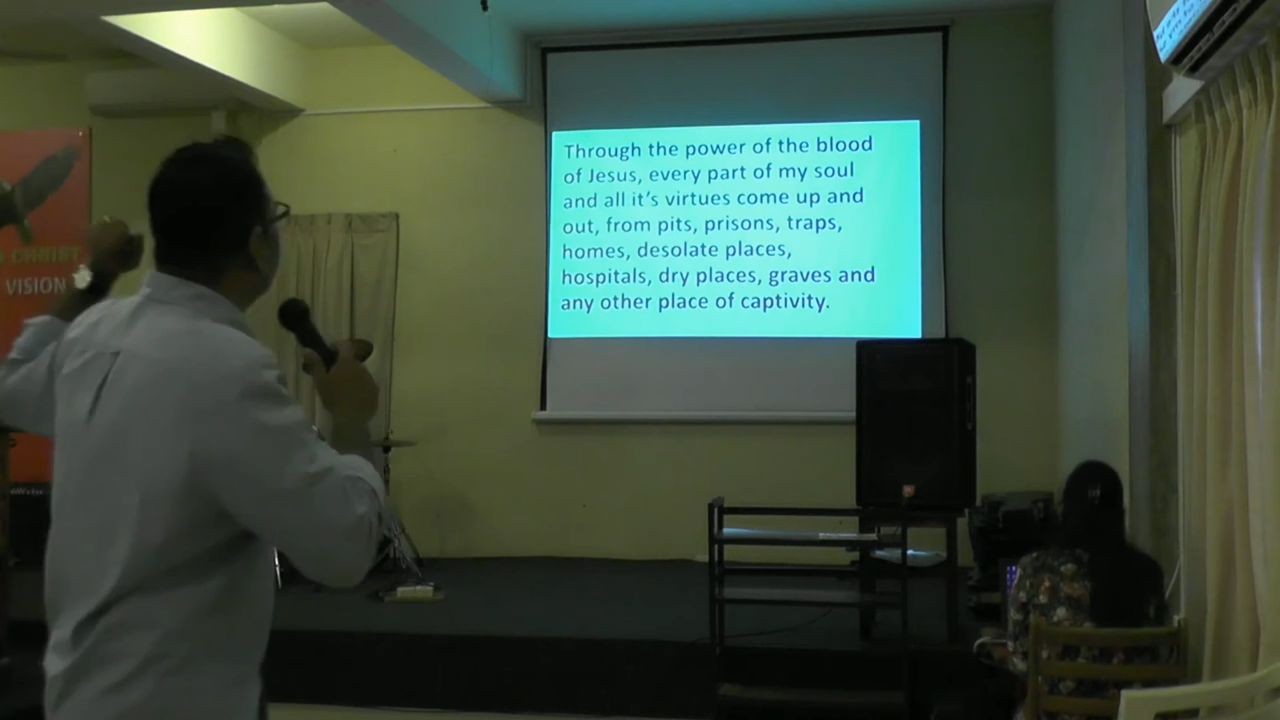 Through the power of the blood
of Jesus, every part of my soul
and all it's virtues come up and
out, from pits, prisons, traps,
homes, desolate places,
hospitals, dry places, graves and
any other place of captivity.
CHRIST
VISION